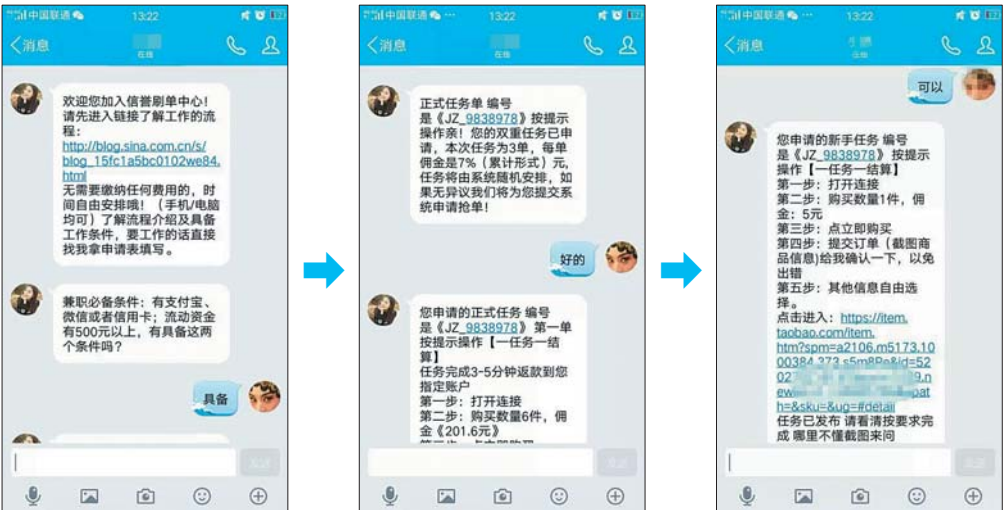 中国联通
13:22
消息
在线
欢迎您加入信誉刷单中心！
请先进入链接了解工作的流
程：
http://blog.sina.com.cn/s/
blog_15fc1a5bc0102we84.
html
无需要缴纳任何费用的，时
间自由安排哦！（手机/电脑
均可）了解流程介绍及具备
工作条件，要工作的话直接
找我拿申请表填写。
兼职必备条件：有支付宝、
微信或者信用卡；流动资金
有500元以上，有具备这两
个条件吗？
具备
发送
中国联通
13:22
消息
在线
正式任务单 编号
是《JZ_9838978》按提示
操作亲！您的双重任务已申
请，本次任务为3单，每单
佣金是7%（累计形式）元，
任务将由系统随机安排，如
果无异议我们将为您提交系
统申请抢单！
好的
您申请的正式任务 编号
是《JZ_9838978》第一单
按提示操作【一任务一结
算】
任务完成3-5分钟返款到您
指定账户
第一步：打开连接
第二步：购买数量6件，佣
金《201.6元》
第三步：点立即购买
发送
中国联通
13:22
消息
在线
可以
您申请的新手任务 编号
是《JZ_9838978》按提示
操作【一任务一结算】
第一步：打开连接
第二步：购买数量1件，佣
金：5元
第三步：点立即购买
第四步：提交订单（截图商
品信息)给我确认一下，以免
出错
第五步：其他信息自由选
择。
点击进入：https://item.
taobao.com/item.
htm?spm=a2106.m5173.10
00384.373.s5m8Pe&id=52
h=&sku=&ug=#detail
任务已发布 请看清按要求完
成 哪里不懂截图来问
发送